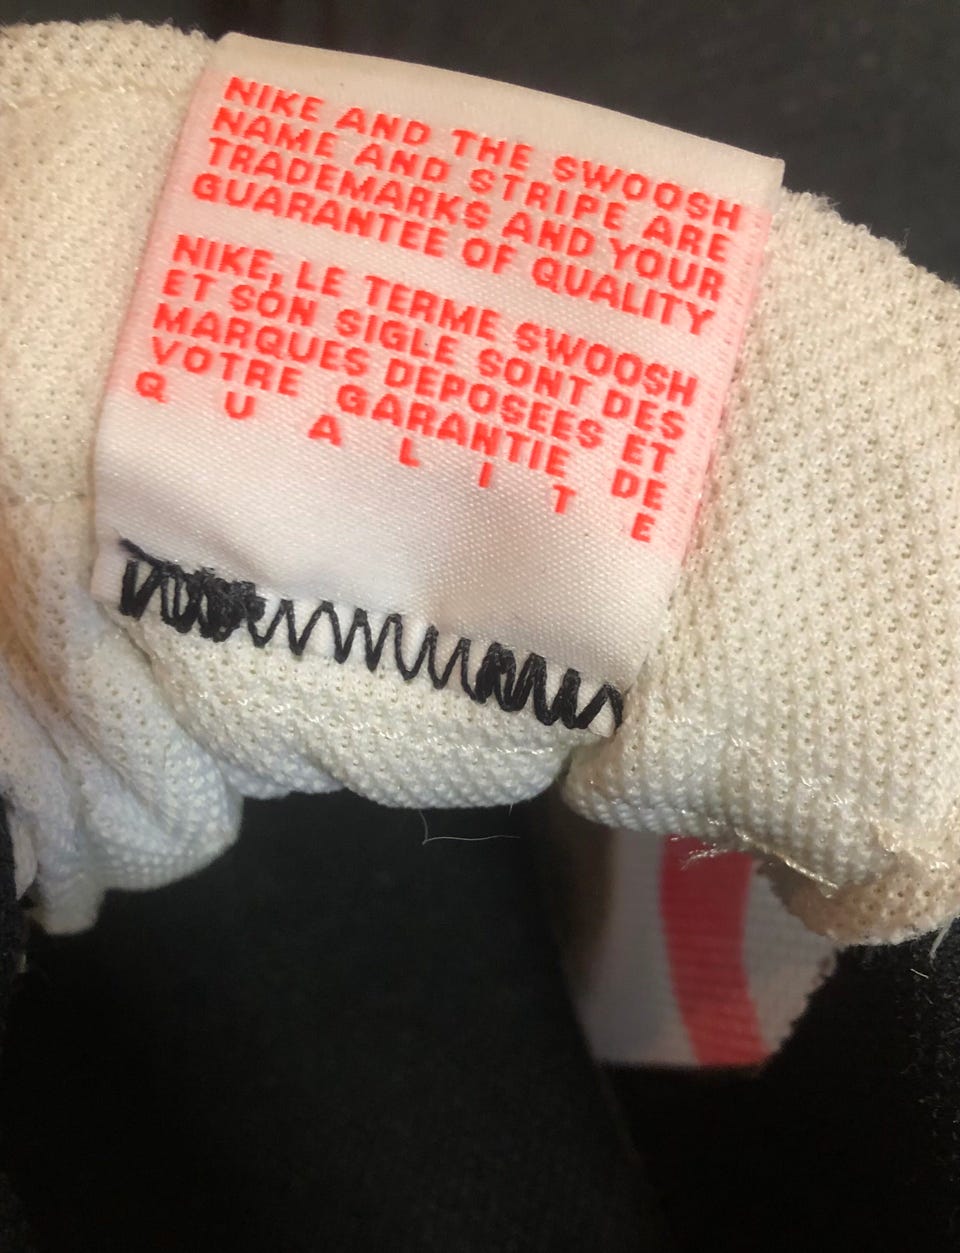 NIKE AND THE SWOOSH
NAME AND STRIPE ARE
TRADEMARKS AND YOUR
GUARANTEE OF QUALITY
NIKE, LE TERME SWOOSH
ET SON SIGLE SONT DES
MARQUES DEPOSEES ET
VOTRE GARANTIE DE
Q U A L I T E